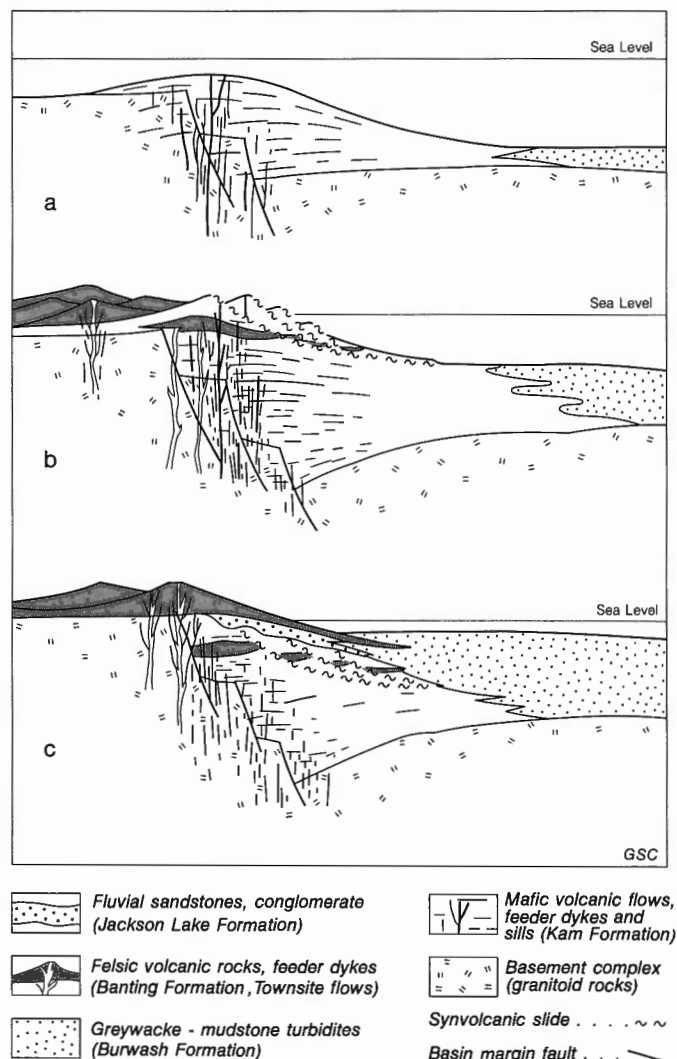 Sea Level
a
Sea Level
b
Sea Level
c
GSC
Fluvial sandstones, conglomerate
(Jackson Lake Formation)
Felsic volcanic rocks, feeder dykes
(Banting Formation, Townsite flows)
Greywacke - mudstone turbidites
(Burwash Formation)
Mafic volcanic flows,
feeder dykes and
sills (Kam Formation)
Basement complex
(granitoid rocks)
Synvolcanic slide . . . . 
Basin margin fault . . .